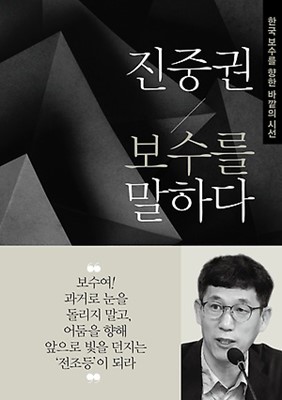 한국 보수를 향한 바깥의 시선
진중권
보수를
말하다
“
보수여!
과거로 눈을
돌리지 말고,
어둠을 향해
앞으로 빛을 던지는
‘전조등’이 되라
”